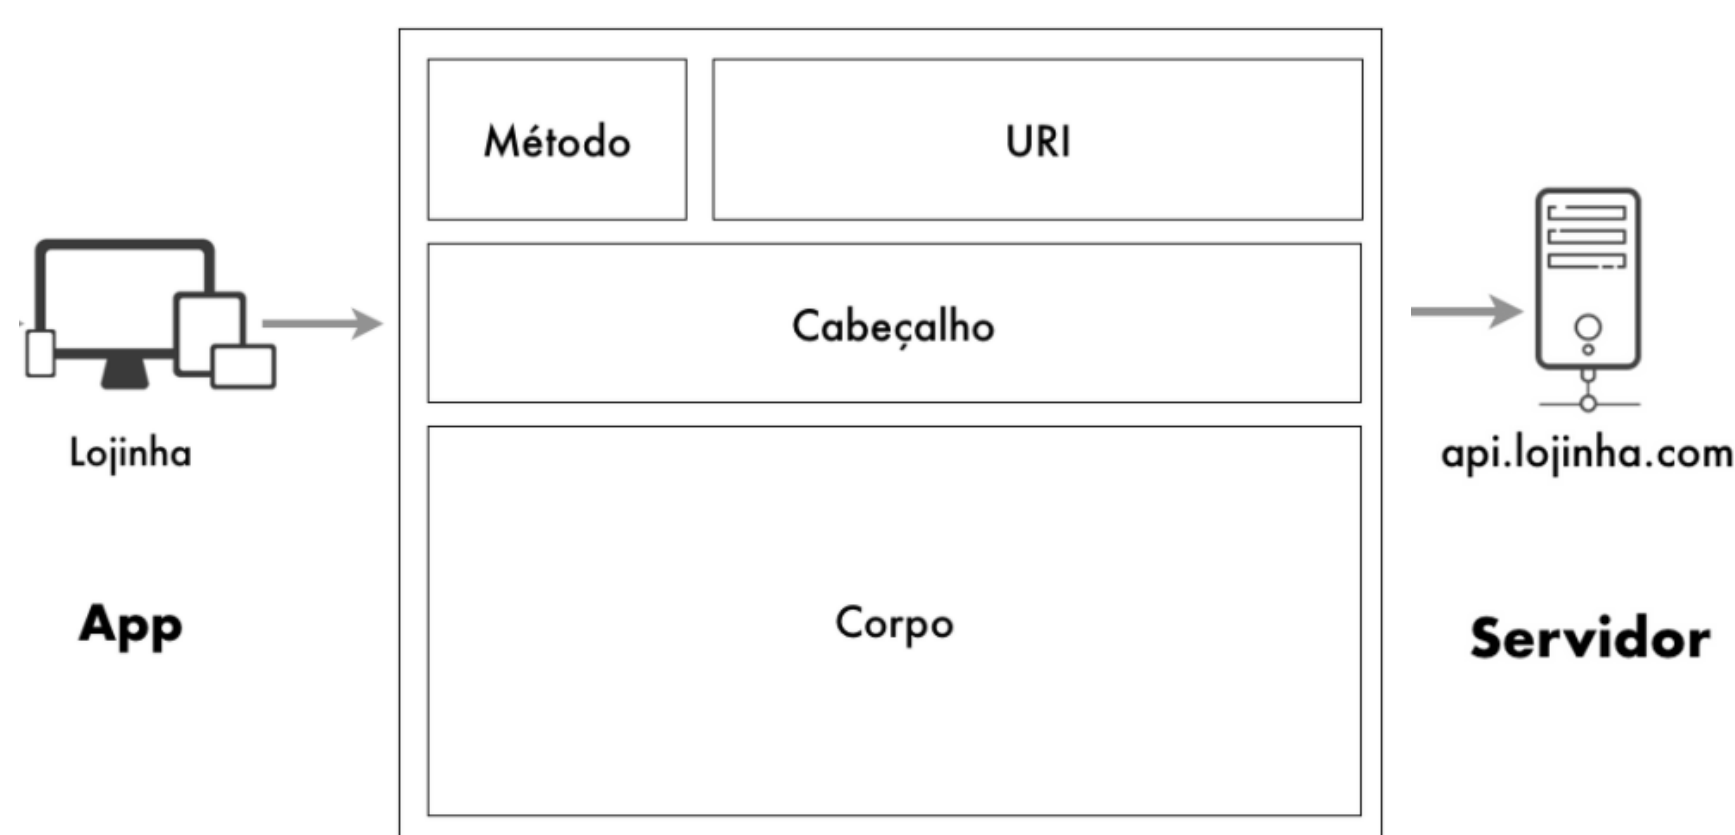 Método
URI
Cabeçalho
Lojinha
api.lojinha.com
Corpo
App
Servidor